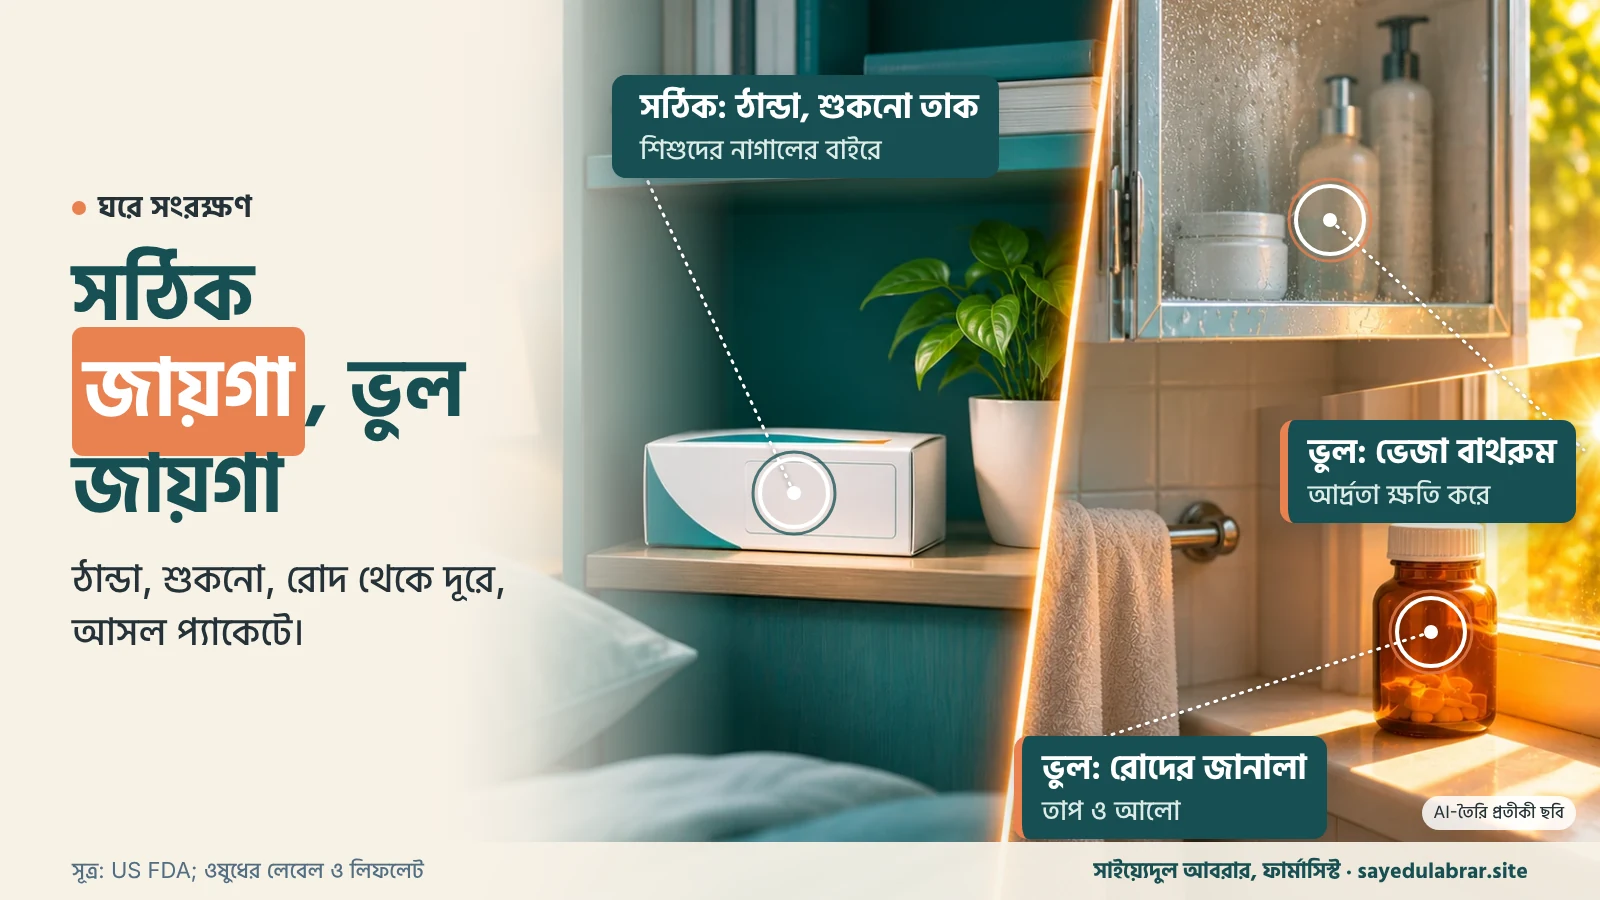 ঘরে সংরক্ষণ
সঠিক
জায়গা, ভুল
জায়গা
ঠান্ডা, শুকনো, রোদ থেকে দূরে,
আসল প্যাকেটে।
সঠিক: ঠান্ডা, শুকনো তাক
শিশুদের নাগালের বাইরে
ভুল: ভেজা বাথরুম
আর্দ্রতা ক্ষতি করে
ভুল: রোদের জানালা
তাপ ও আলো
AI-তৈরি প্রতীকী ছবি
সূত্র: US FDA; ওষুধের লেবেল ও লিফলেট
সাইয়্যেদুল আবরার, ফার্মাসিস্ট · sayedulabrar.site